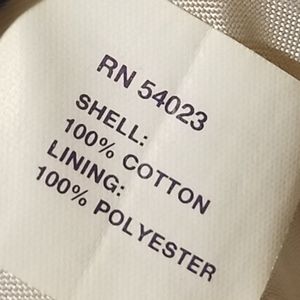 RN 54023
SHELL:
100% COTTON
LINING:
100% POLYESTER